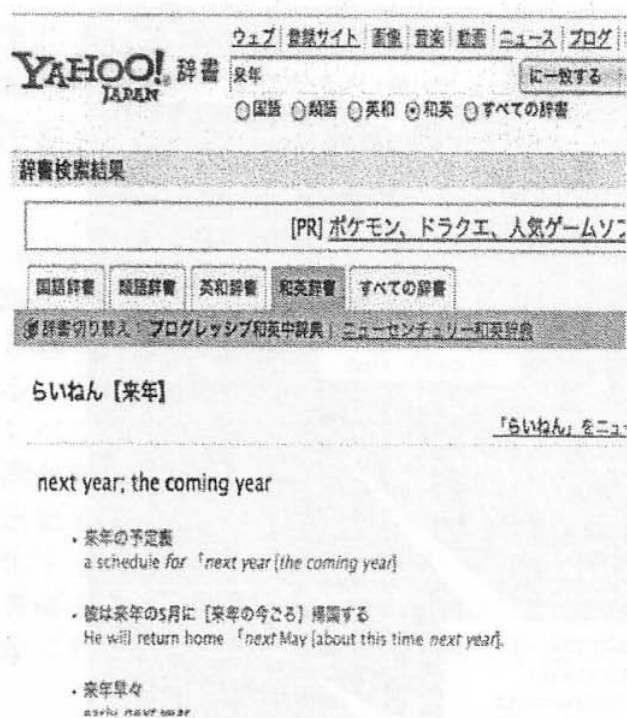 ウェブ 登録サイト 画像 音楽 動画 ニュース ブログ
YAHOO! JAPAN 辞書 来年 に一致する
国語 類語 英和 和英 すべての辞書
辞書検索結果
[PR] ポケモン、ドラクエ、人気ゲームソフ
国語辞書 類語辞書 英和辞書 和英辞書 すべての辞書
辞書切り替え: プログレッシブ和英中辞典 | ニューセンチュリー和英辞典
らいねん【来年】
「らいねん」をニュー
next year; the coming year
・来年の予定表
a schedule for「next year [the coming year]
・彼は来年の5月に［来年の今ごろ］帰国する
He will return home「next May [about this time next year].
・来年早々
early next year